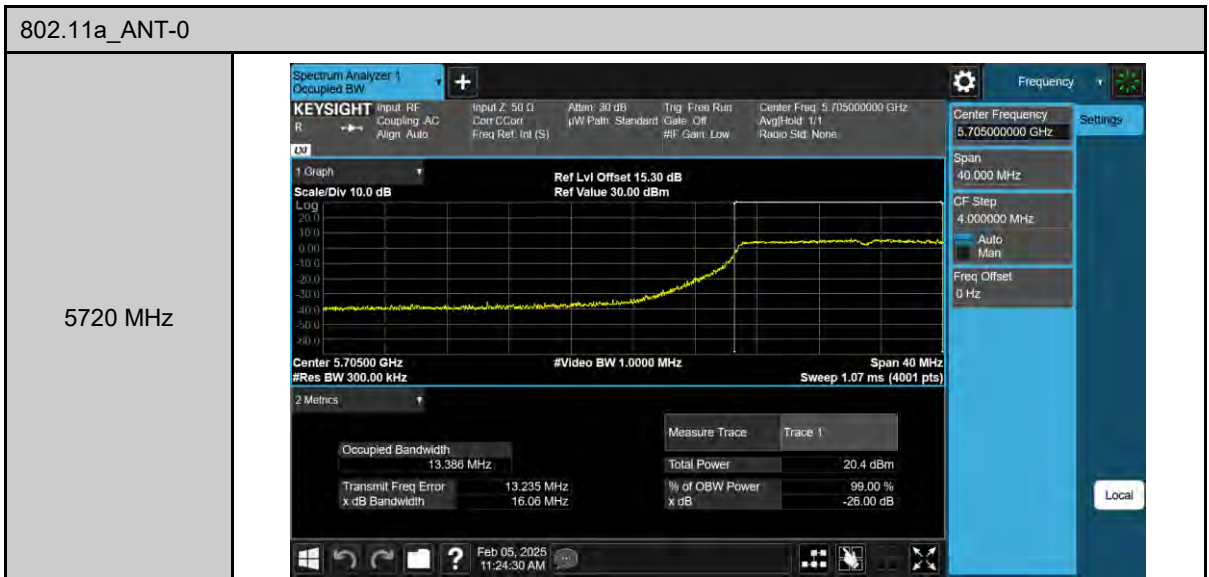 802.11a_ANT-0
5720 MHz
Spectrum Analyzer 1
Occupied BW
Frequency
KEYSIGHT
R
LXI
Input: RF
Coupling: AC
Align: Auto
Input Z: 50 Ω
Corr CCorr
Freq Ref: Int (S)
Atten: 30 dB
µW Path: Standard
Trig: Free Run
Gate: Off
#IF Gain: Low
Center Freq: 5.705000000 GHz
Avg|Hold: 1/1
Radio Std: None
Center Frequency
5.705000000 GHz
Settings
Span
40.000 MHz
CF Step
4.000000 MHz
Auto
Man
Freq Offset
0 Hz
1 Graph
Scale/Div 10.0 dB
Ref Lvl Offset 15.30 dB
Ref Value 30.00 dBm
Log
20.0
10.0
0.00
-10.0
-20.0
-30.0
-40.0
-50.0
-60.0
Center 5.70500 GHz
#Video BW 1.0000 MHz
Span 40 MHz
#Res BW 300.00 kHz
Sweep 1.07 ms (4001 pts)
2 Metrics
Measure Trace Trace 1
Occupied Bandwidth
13.386 MHz
Total Power 20.4 dBm
Transmit Freq Error 13.235 MHz
% of OBW Power 99.00 %
x dB Bandwidth 16.06 MHz
x dB -26.00 dB
Local
?
Feb 05, 2025
11:24:30 AM